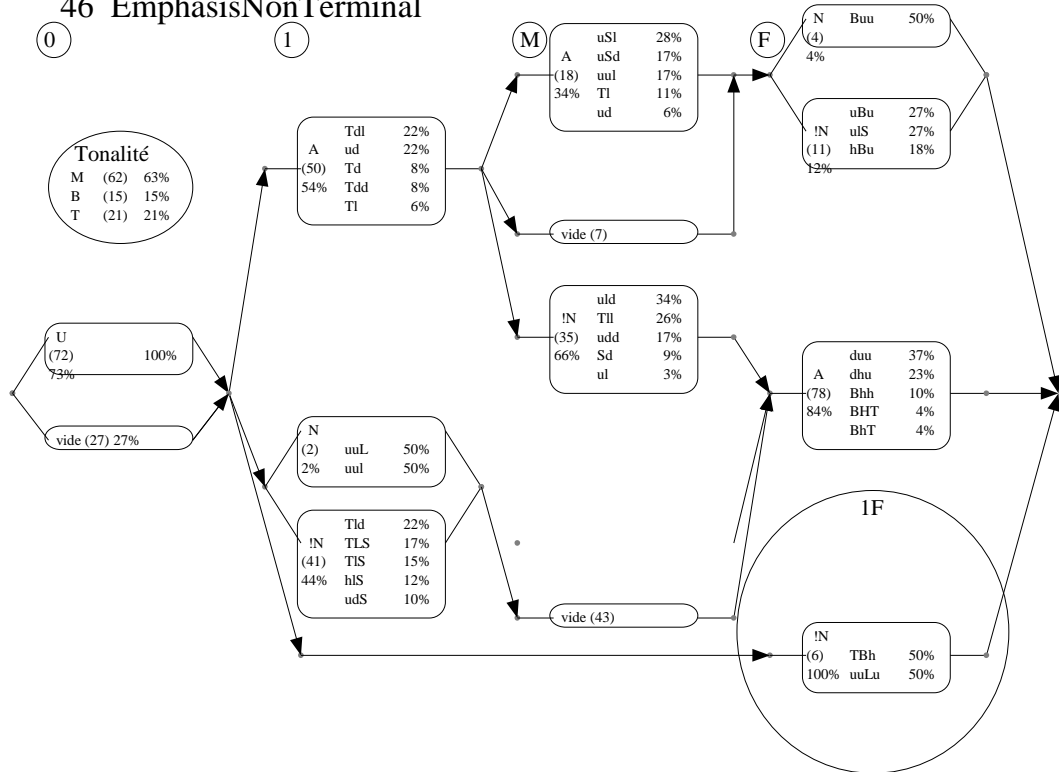 46 EmphasisNonTerminal
0
1
M
F
Tonalité
M (62) 63%
B (15) 15%
T (21) 21%
U
(72) 100%
73%
vide (27) 27%
Tdl 22%
A ud 22%
(50) Td 8%
54% Tdd 8%
Tl 6%
N
(2) uuL 50%
2% uul 50%
Tld 22%
!N TLS 17%
(41) TlS 15%
44% hlS 12%
udS 10%
uSl 28%
A uSd 17%
(18) uul 17%
34% Tl 11%
ud 6%
vide (7)
uld 34%
!N Tll 26%
(35) udd 17%
66% Sd 9%
ul 3%
vide (43)
N Buu 50%
(4)
4%
uBu 27%
!N ulS 27%
(11) hBu 18%
12%
duu 37%
A dhu 23%
(78) Bhh 10%
84% BHT 4%
BhT 4%
1F
!N
(6) TBh 50%
100% uuLu 50%